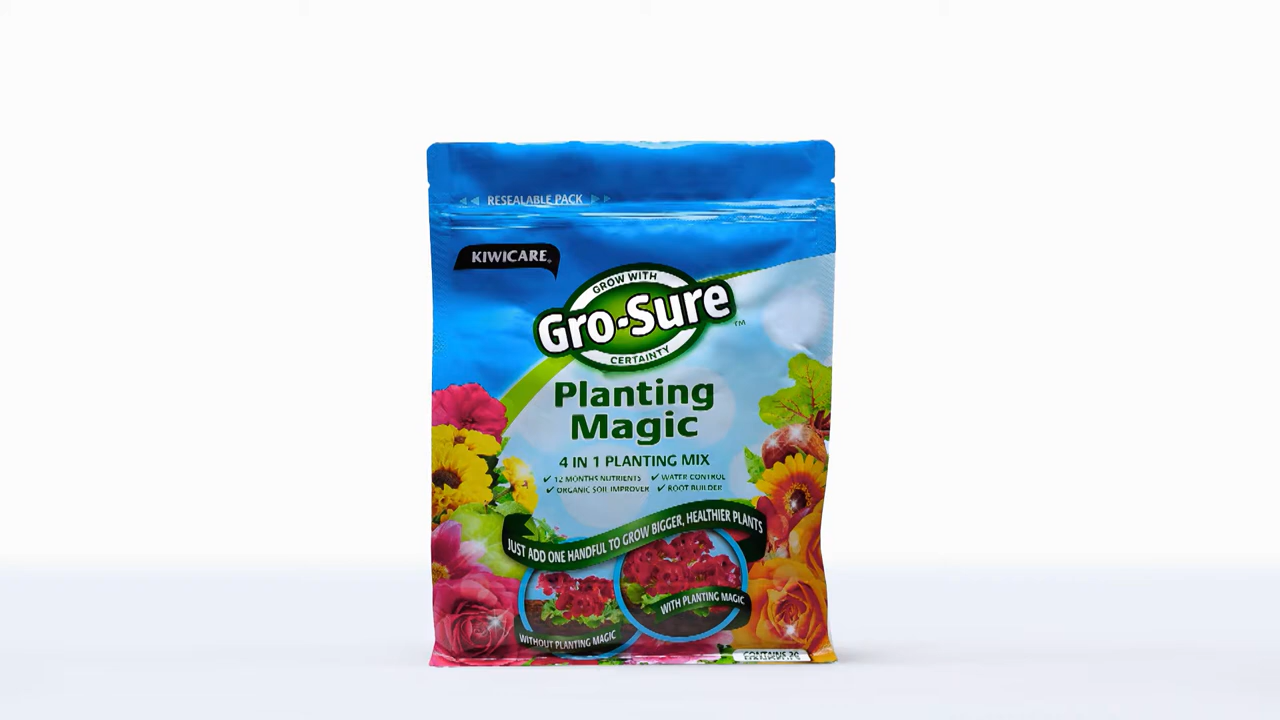 RESEALABLE PACK
KIWICARE®
GROW WITH
Gro-Sure™
CERTAINTY
Planting
Magic
4 IN 1 PLANTING MIX
✓ 12 MONTHS NUTRIENTS ✓ WATER CONTROL
✓ ORGANIC SOIL IMPROVER ✓ ROOT BUILDER
JUST ADD ONE HANDFUL TO GROW BIGGER, HEALTHIER PLANTS
WITH PLANTING MAGIC
WITHOUT PLANTING MAGIC
CONTAINS